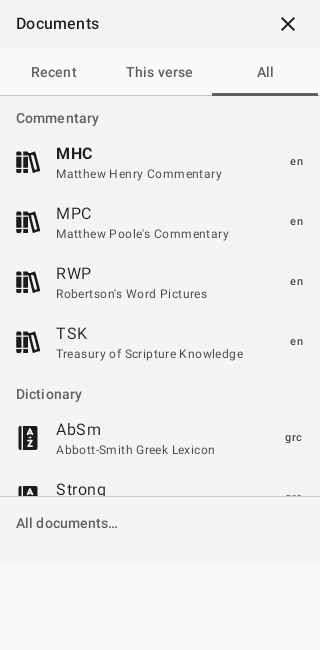 Documents
Recent
This verse
All
Commentary
MHC
en
Matthew Henry Commentary
MPC
en
Matthew Poole's Commentary
RWP
en
Robertson's Word Pictures
TSK
en
Treasury of Scripture Knowledge
Dictionary
AbSm
grc
Abbott-Smith Greek Lexicon
Strong
All documents...